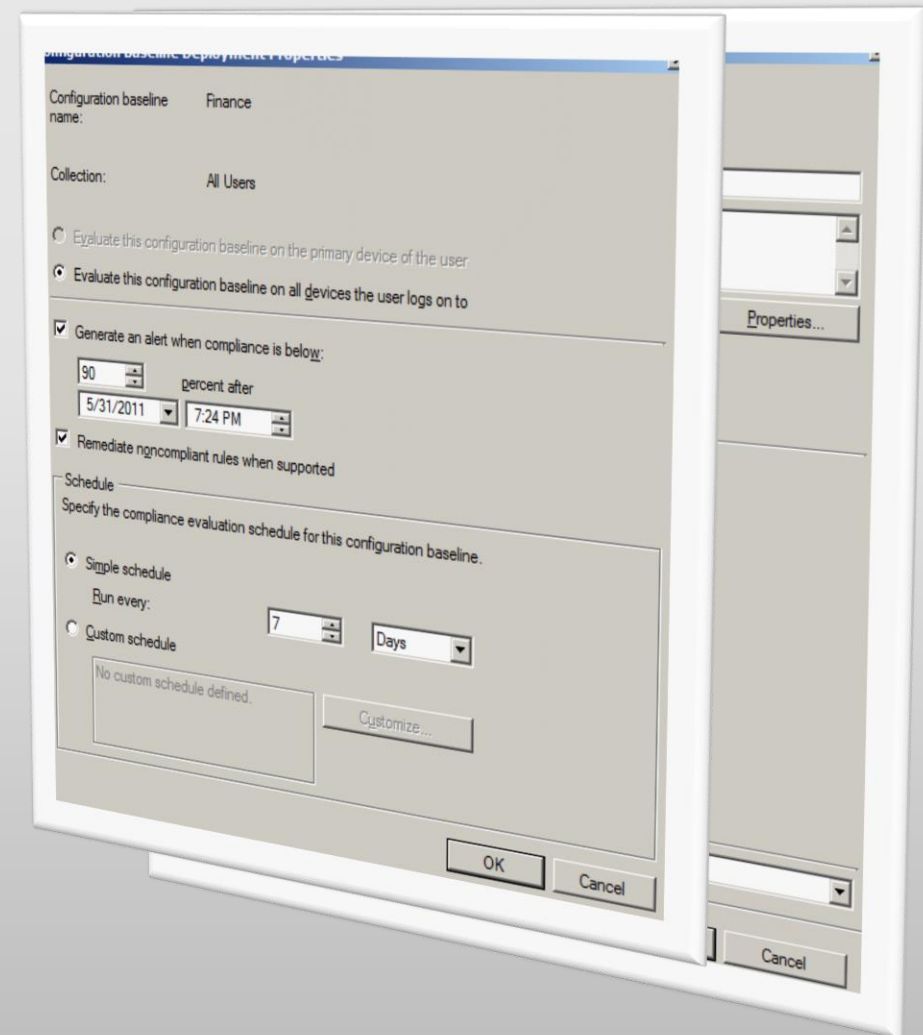 Configuration Baseline Deployment Properties
Configuration baseline
name:
Finance
Collection:
All Users
Evaluate this configuration baseline on the primary device of the user
Evaluate this configuration baseline on all devices the user logs on to
Generate an alert when compliance is below:
90
percent after
5/31/2011
7:24 PM
Remediate noncompliant rules when supported
Schedule
Specify the compliance evaluation schedule for this configuration baseline.
Simple schedule
Run every:
7
Days
Custom schedule
No custom schedule defined.
Customize...
OK
Cancel
Properties...
Cancel